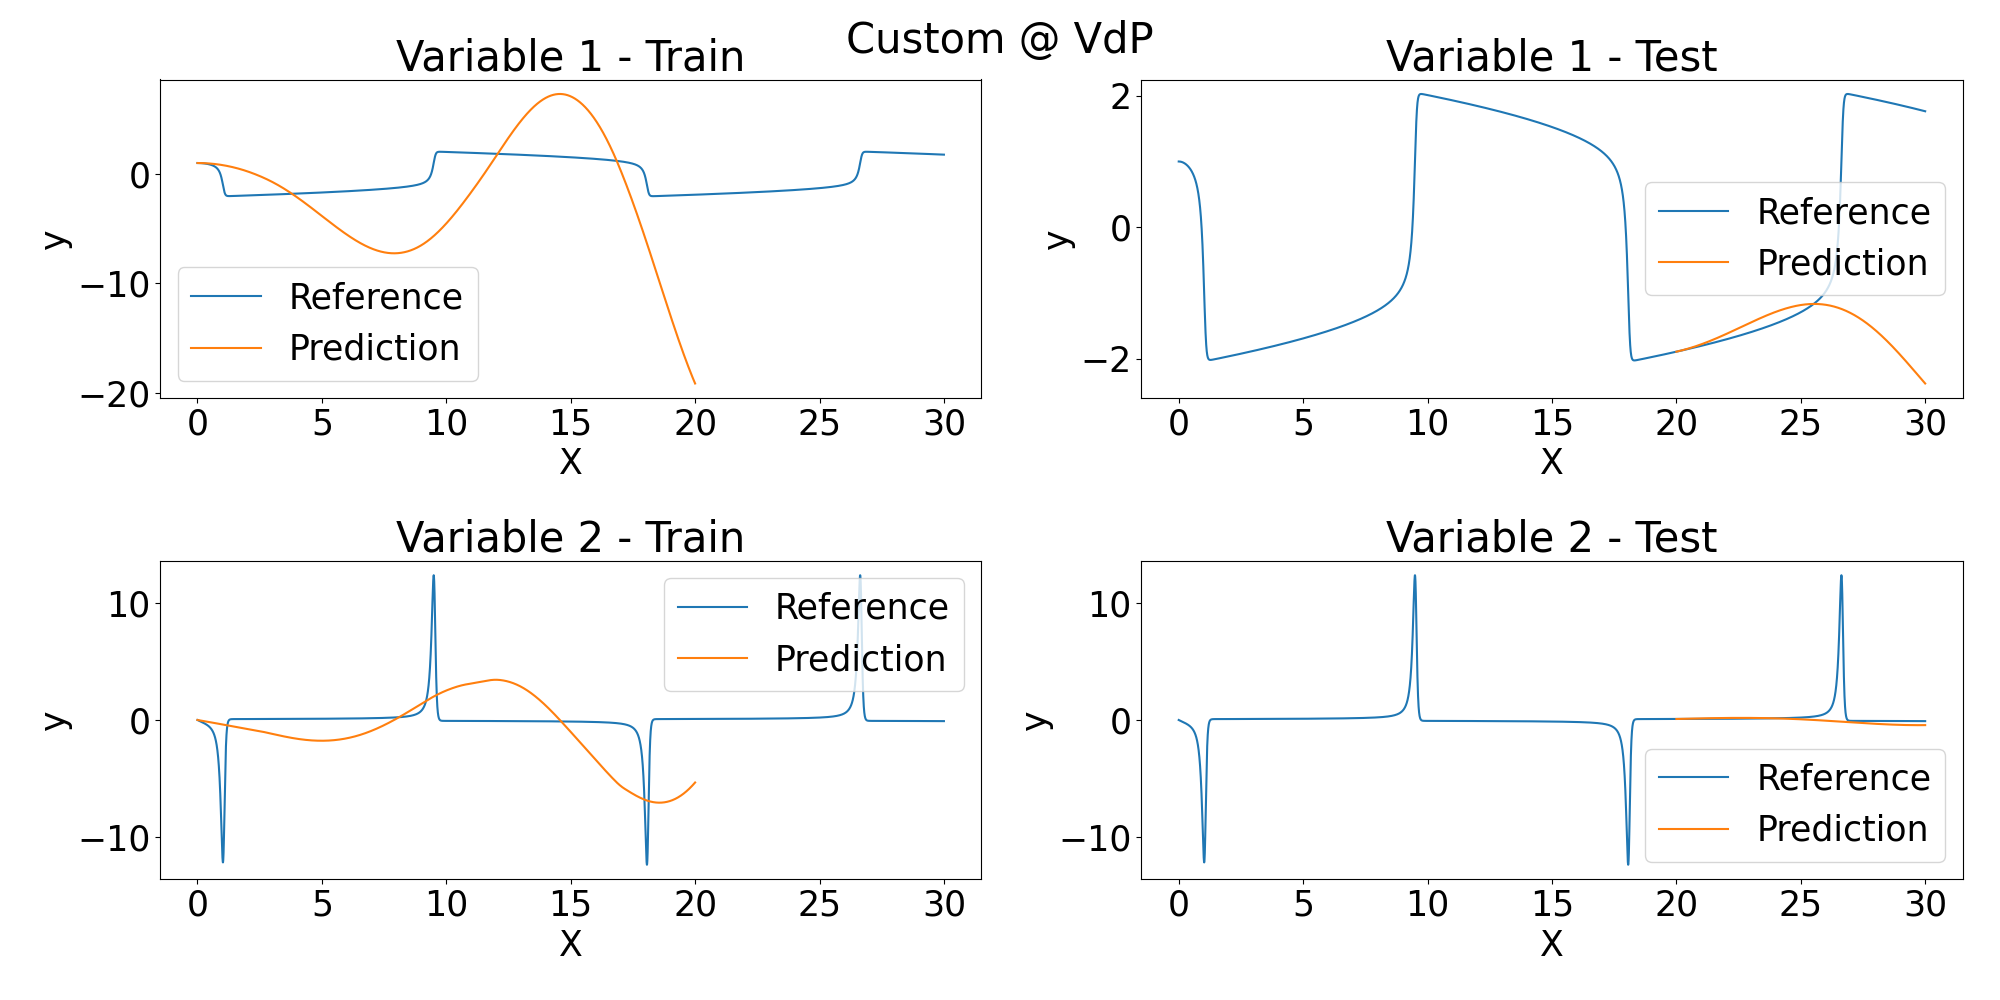 Custom @ VdP
Variable 1 - Train
y
0
−10
−20
Reference
Prediction
0 5 10 15 20 25 30
X
Variable 1 - Test
y
2
0
−2
Reference
Prediction
0 5 10 15 20 25 30
X
Variable 2 - Train
y
10
0
−10
Reference
Prediction
0 5 10 15 20 25 30
X
Variable 2 - Test
y
10
0
−10
Reference
Prediction
0 5 10 15 20 25 30
X